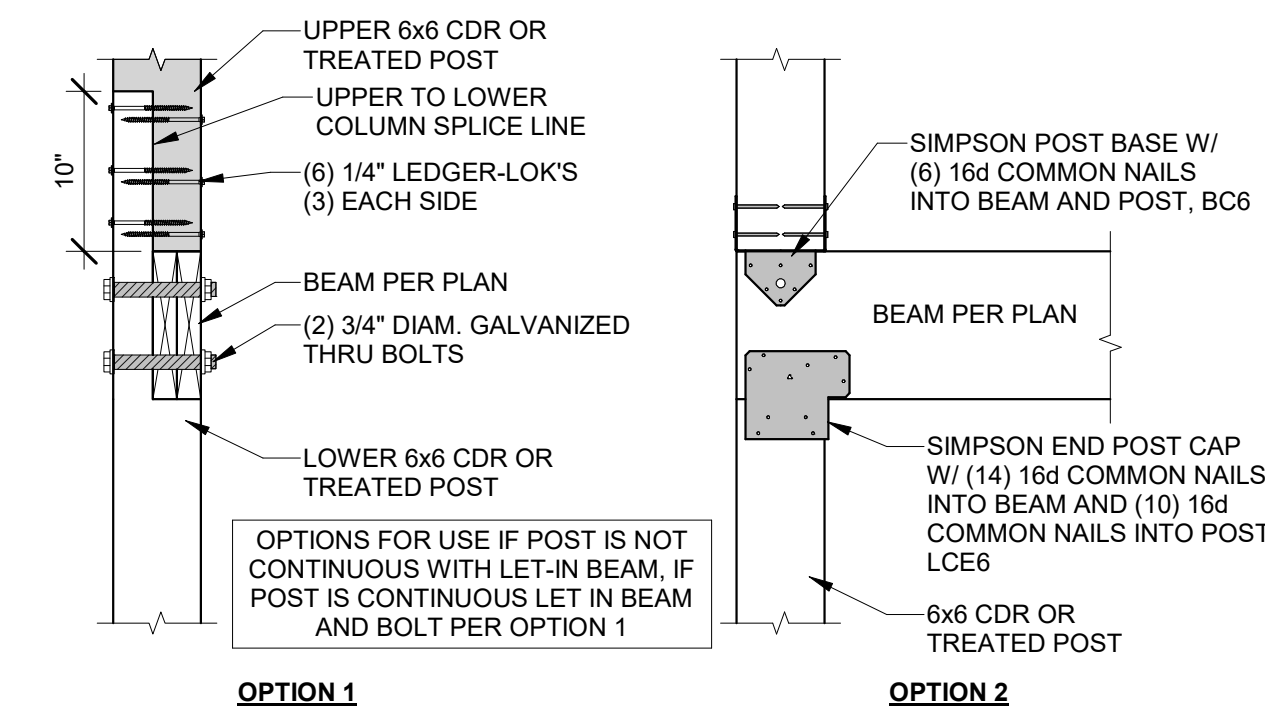 UPPER 6x6 CDR OR
TREATED POST
UPPER TO LOWER
COLUMN SPLICE LINE
10"
(6) 1/4" LEDGER-LOK'S
(3) EACH SIDE
BEAM PER PLAN
(2) 3/4" DIAM. GALVANIZED
THRU BOLTS
LOWER 6x6 CDR OR
TREATED POST
OPTIONS FOR USE IF POST IS NOT
CONTINUOUS WITH LET-IN BEAM, IF
POST IS CONTINUOUS LET IN BEAM
AND BOLT PER OPTION 1
OPTION 1
SIMPSON POST BASE W/
(6) 16d COMMON NAILS
INTO BEAM AND POST, BC6
BEAM PER PLAN
SIMPSON END POST CAP
W/ (14) 16d COMMON NAILS
INTO BEAM AND (10) 16d
COMMON NAILS INTO POST
LCE6
6x6 CDR OR
TREATED POST
OPTION 2